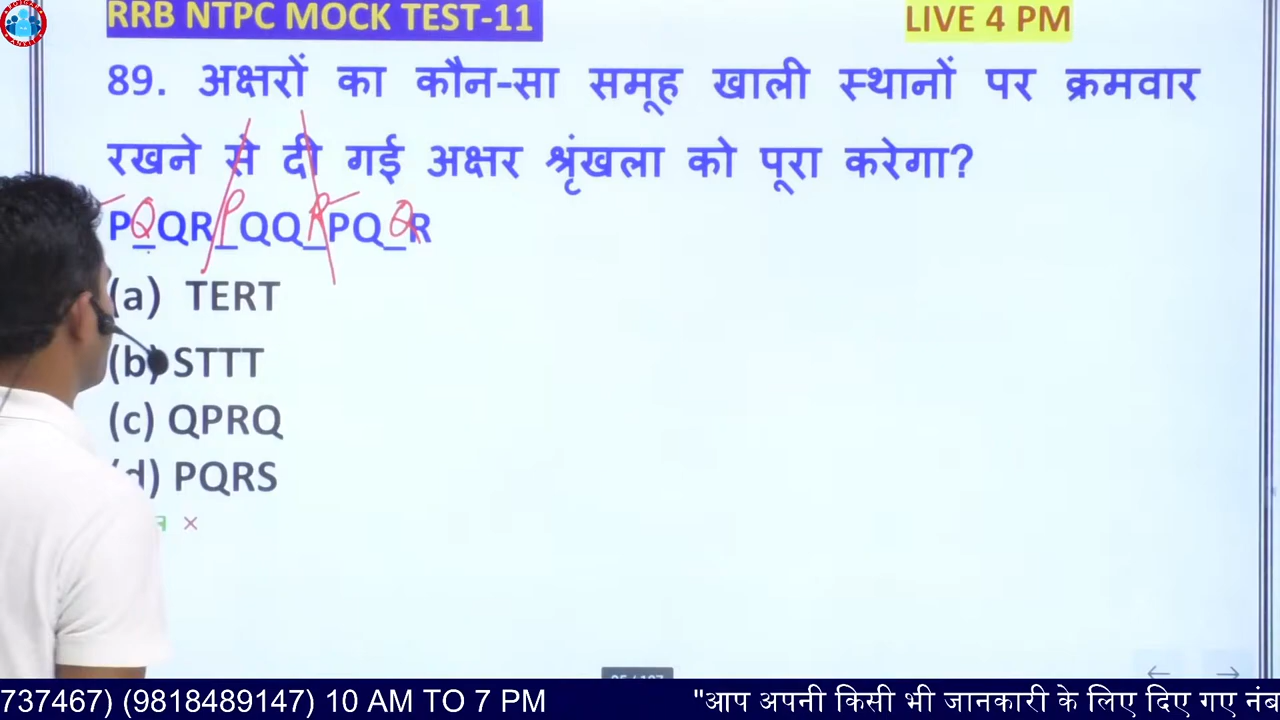 RRB NTPC MOCK TEST-11 LIVE 4 PM
89. अक्षरों का कौन-सा समूह खाली स्थानों पर क्रमवार
रखने से दी गई अक्षर श्रृंखला को पूरा करेगा?
P_QR_QQ_PQ_R
Q P R Q
(a) TERT
(b) STTT
(c) QPRQ
(d) PQRS
737467) (9818489147) 10 AM TO 7 PM "आप अपनी किसी भी जानकारी के लिए दिए गए नंब